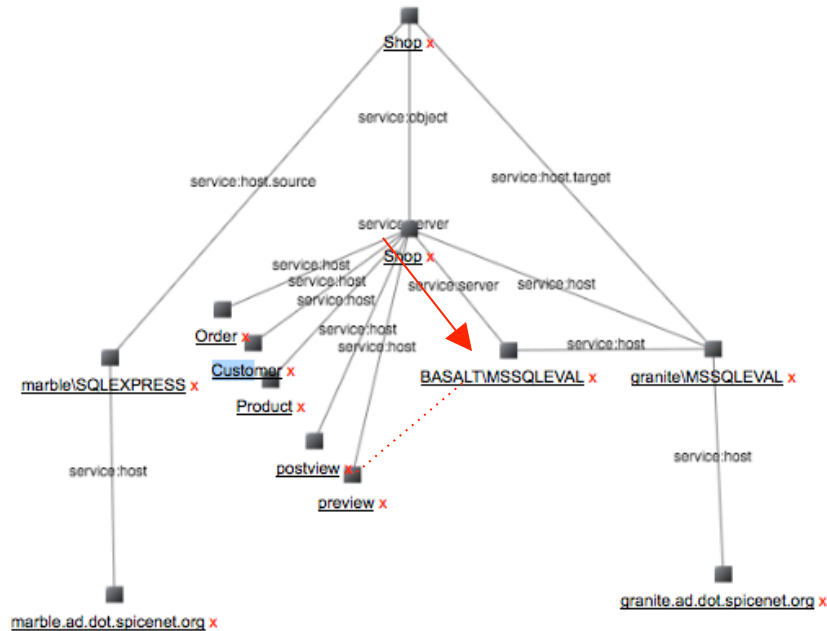 Shop x
service:object
service:host.source
service:host.target
service:server
Shop x
service:host
service:host
service:host
service:server
service:host
service:host
service:host
service:host
Order x
Customer x
Product x
BASALT\MSSQLEVAL x
granite\MSSQLEVAL x
marble\SQLEXPRESS x
postview x
service:host
service:host
preview x
marble.ad.dot.spicenet.org x
granite.ad.dot.spicenet.org x